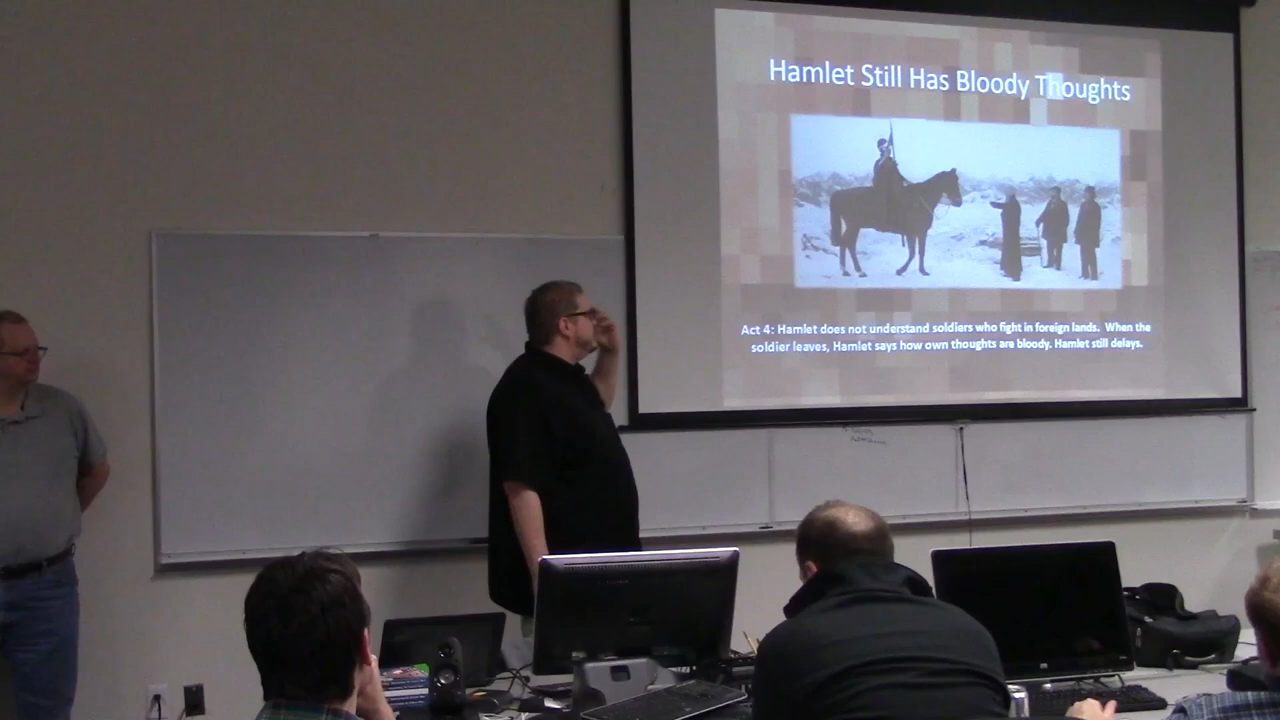 Hamlet Still Has Bloody Thoughts
Act 4: Hamlet does not understand soldiers who fight in foreign lands. When the
soldier leaves, Hamlet says how own thoughts are bloody. Hamlet still delays.